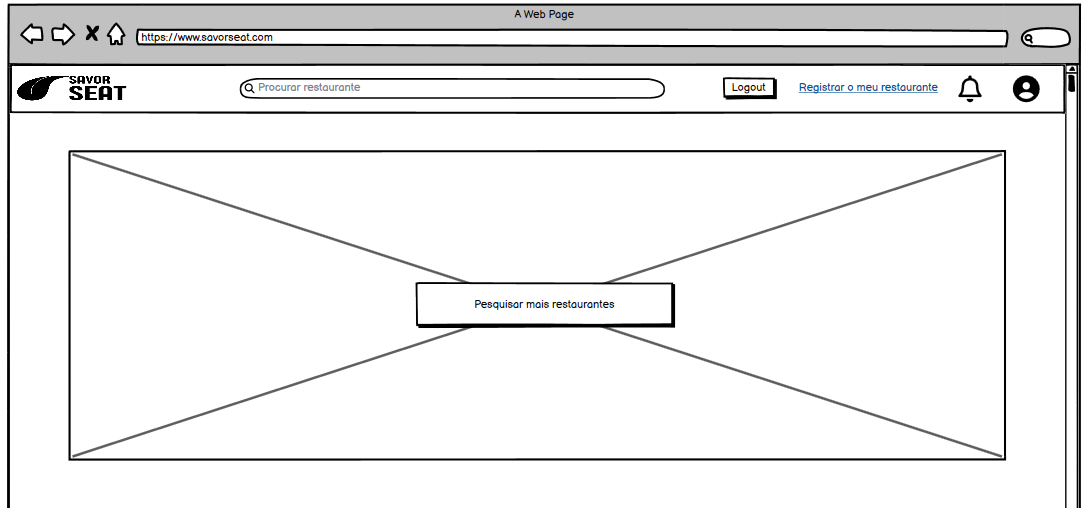 A Web Page
https://www.savorseat.com
SAVOR
SEAT
Procurar restaurante
Logout
Registrar o meu restaurante
Pesquisar mais restaurantes